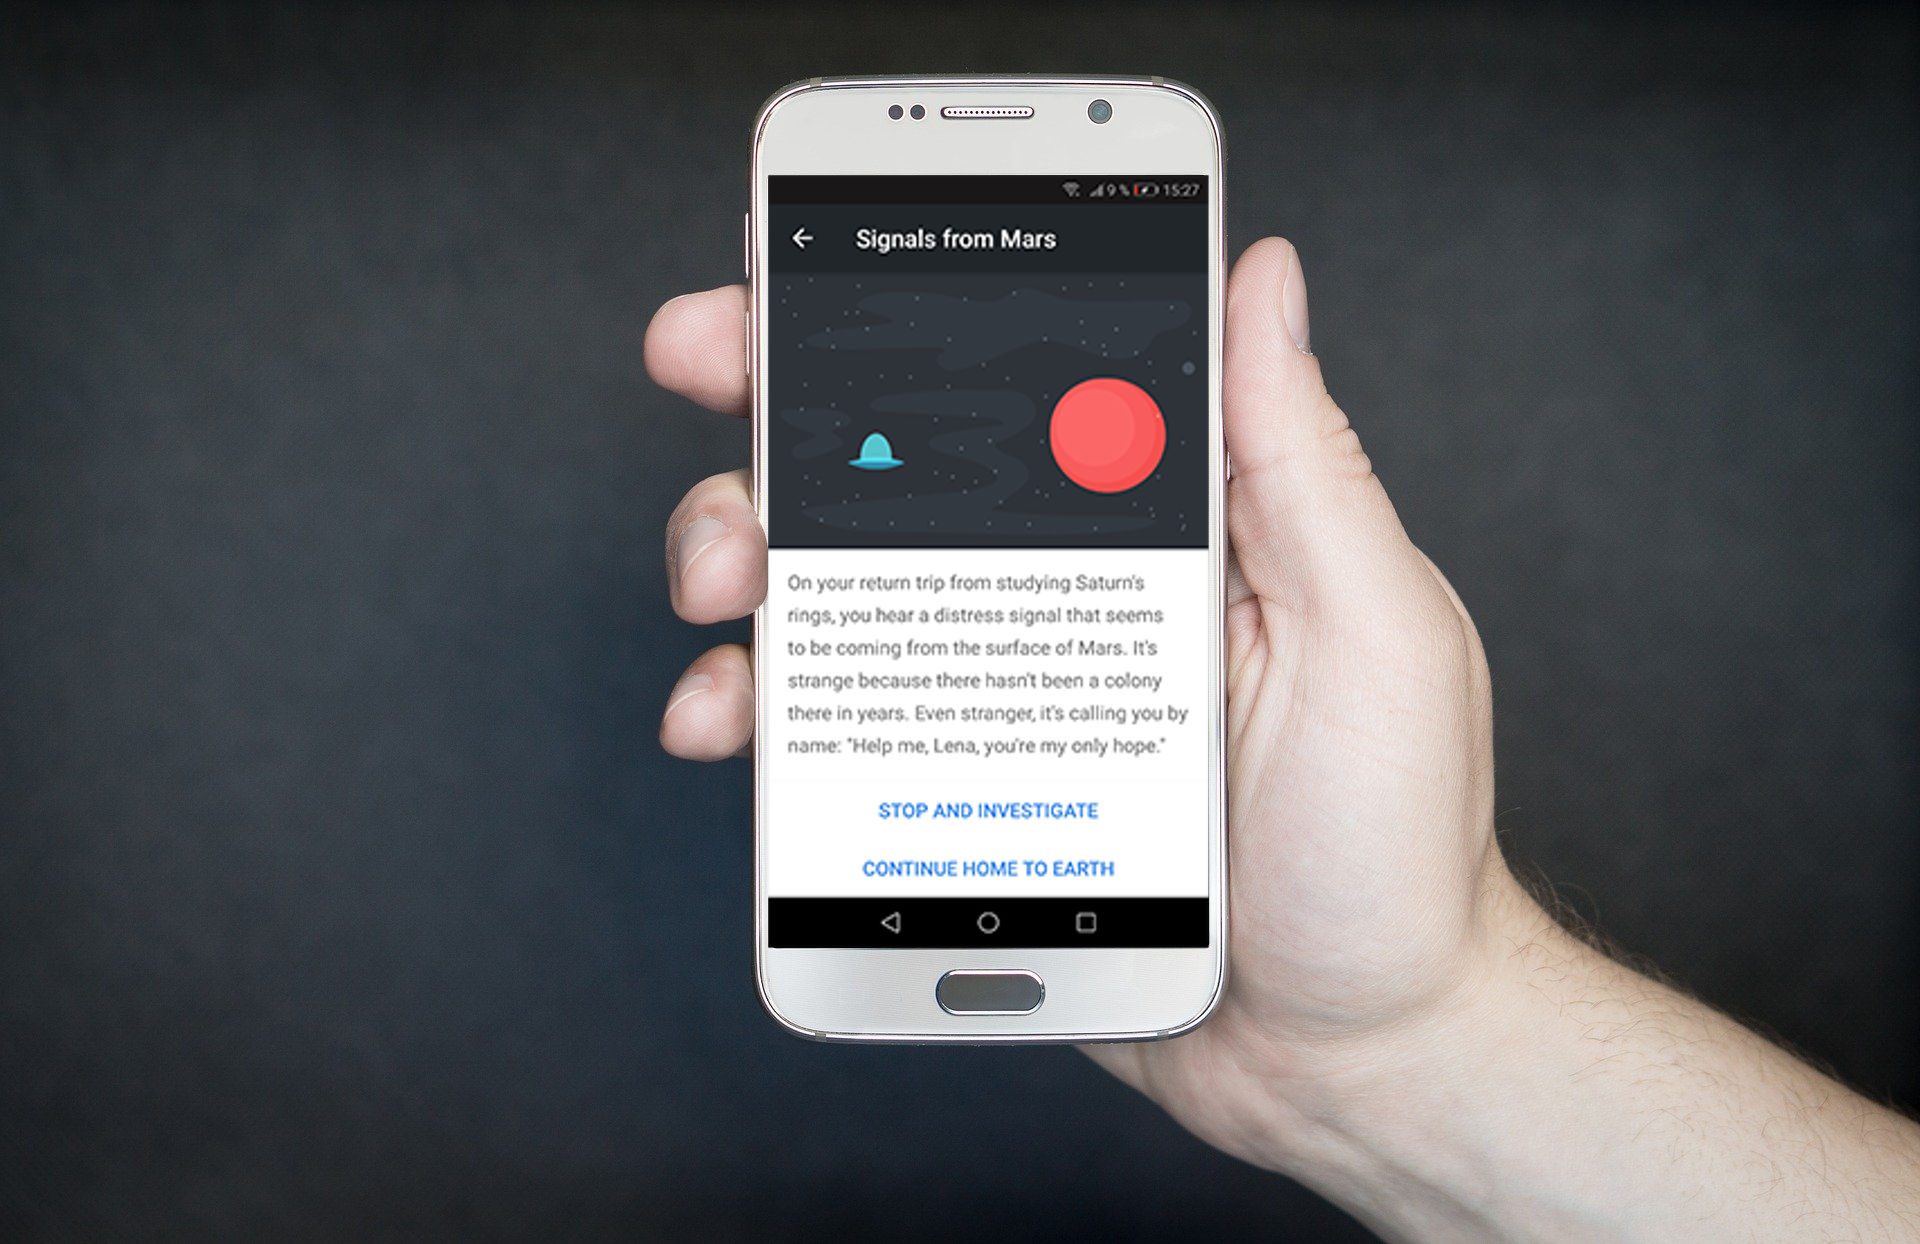 9% 15:27
Signals from Mars
On your return trip from studying Saturn's
rings, you hear a distress signal that seems
to be coming from the surface of Mars. It's
strange because there hasn't been a colony
there in years. Even stranger, it's calling you by
name: "Help me, Lena, you're my only hope."
STOP AND INVESTIGATE
CONTINUE HOME TO EARTH